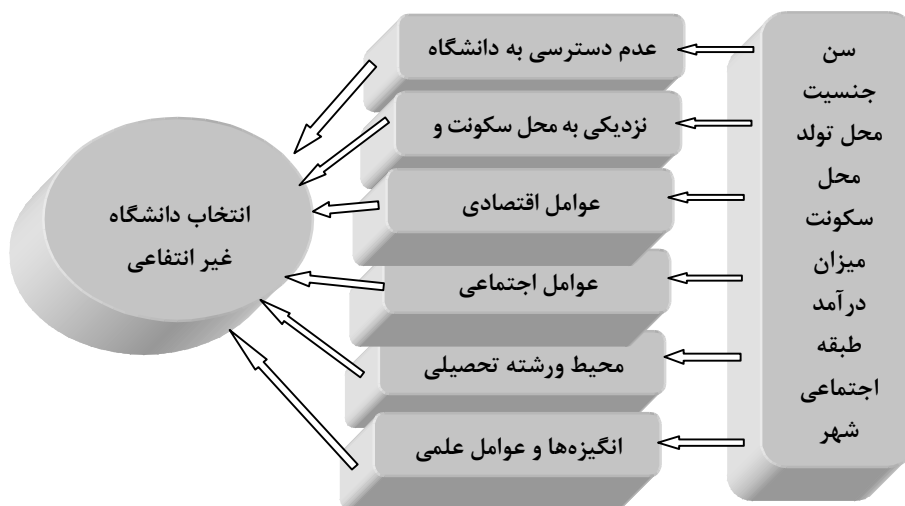 سن
جنسیت
محل تولد
محل
سکونت
میزان
درآمد
طبقه
اجتماعی
شهر
عدم دسترسی به دانشگاه
نزدیکی به محل سکونت و
عوامل اقتصادی
عوامل اجتماعی
محیط ورشته تحصیلی
انگیزه‌ها و عوامل علمی
انتخاب دانشگاه
غیر انتفاعی